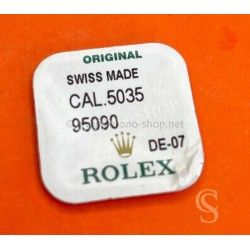 ORIGINAL
SWISS MADE
CAL.5035
95090
ROLEX
DE-07